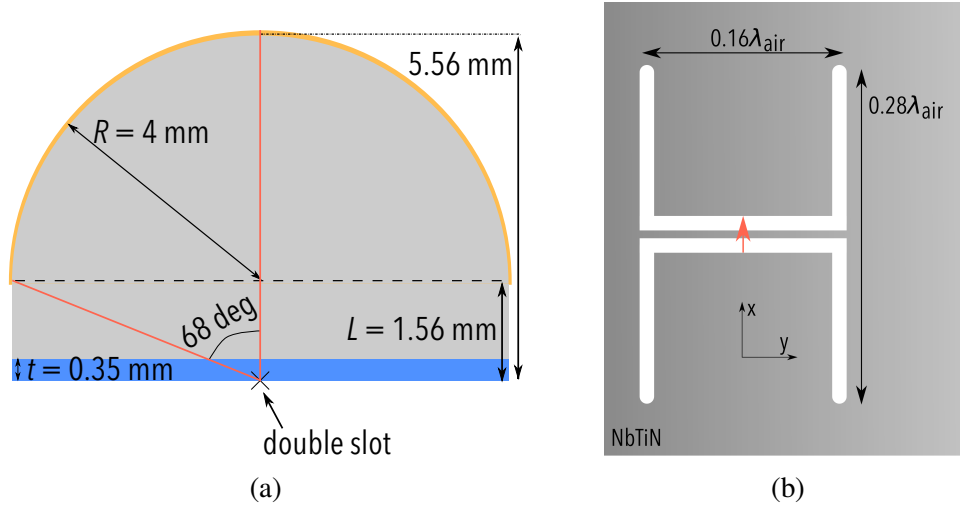 5.56 mm
R = 4 mm
68 deg
L = 1.56 mm
t = 0.35 mm
double slot
(a)
0.16λair
0.28λair
x
y
NbTiN
(b)